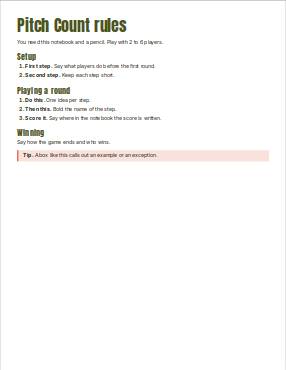 Pitch Count rules
You need this notebook and a pencil. Play with 2 to 6 players.
Setup
1. First step. Say what players do before the first round.
2. Second step. Keep each step short.
Playing a round
1. Do this. One idea per step.
2. Then this. Bold the name of the step.
3. Score it. Say where in the notebook the score is written.
Winning
Say how the game ends and who wins.
Tip. A box like this calls out an example or an exception.